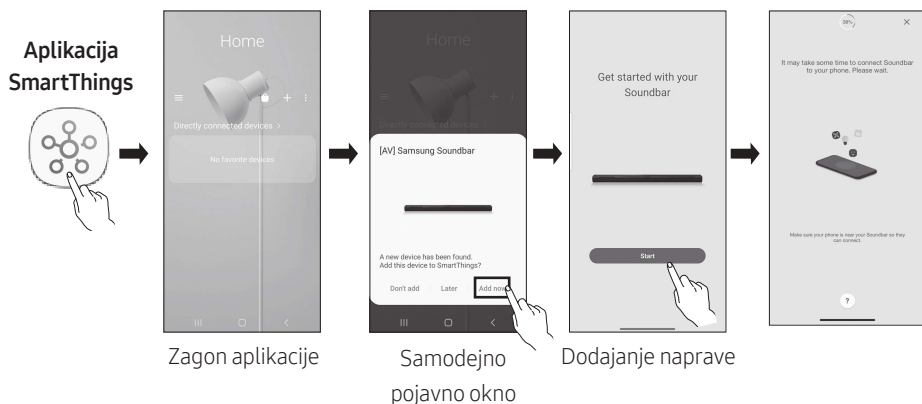 Aplikacija
SmartThings
Home
Directly connected devices >
No favorite devices
Zagon aplikacije
Home
Directly connected devices >
[AV] Samsung Soundbar
A new device has been found.
Add this device to SmartThings?
Don't add
Later
Add now
Samodejno
pojavno okno
Get started with your
Soundbar
Start
Dodajanje naprave
It may take some time to connect Soundbar
to your phone. Please wait.
Make sure your phone is near your Soundbar so they
can connect.
?